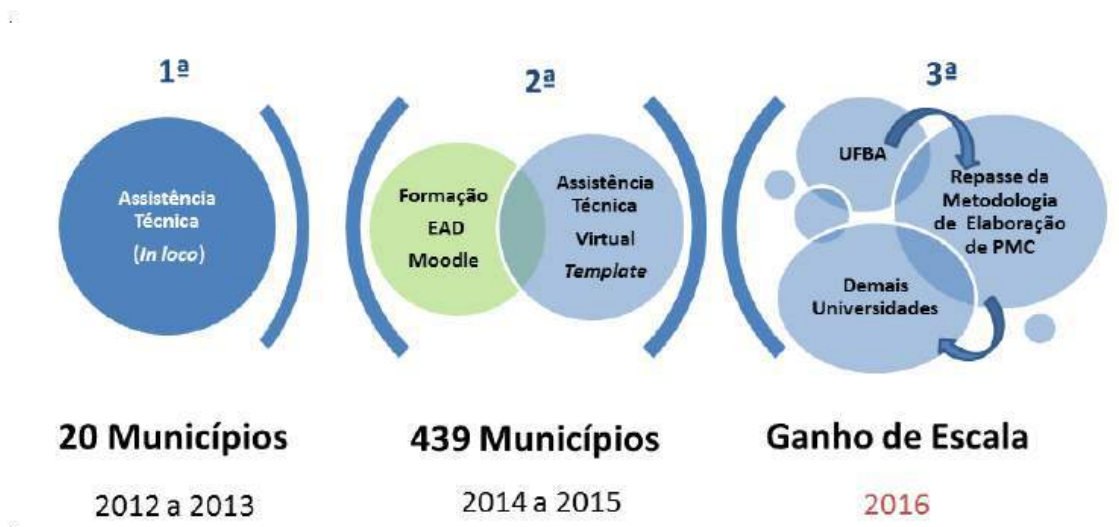 1ª
Assistência
Técnica
(In loco)
20 Municípios
2012 a 2013
2ª
Formação
EAD
Moodle
Assistência
Técnica
Virtual
Template
439 Municípios
2014 a 2015
3ª
UFBA
Repasse da
Metodologia
de Elaboração
de PMC
Demais
Universidades
Ganho de Escala
2016